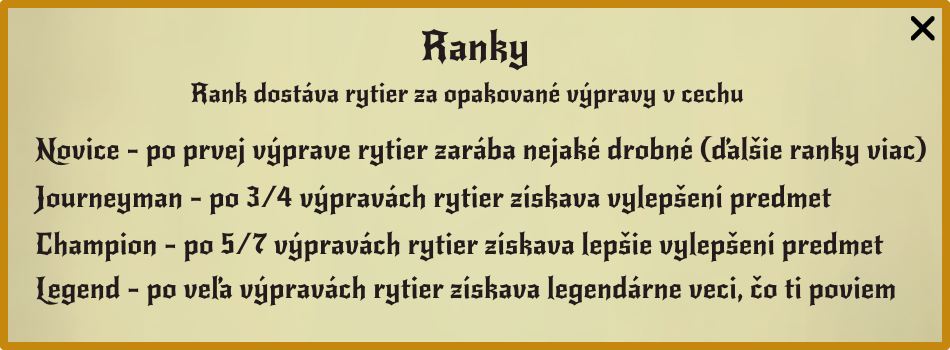 Ranky
Rank dostáva rytier za opakované výpravy v cechu
Novice - po prvej výprave rytier zarába nejaké drobné (ďalšie ranky viac)
Journeyman - po 3/4 výpravách rytier získava vylepšení predmet
Champion - po 5/7 výpravách rytier získava lepšie vylepšení predmet
Legend - po veľa výpravách rytier získava legendárne veci, čo ti poviem